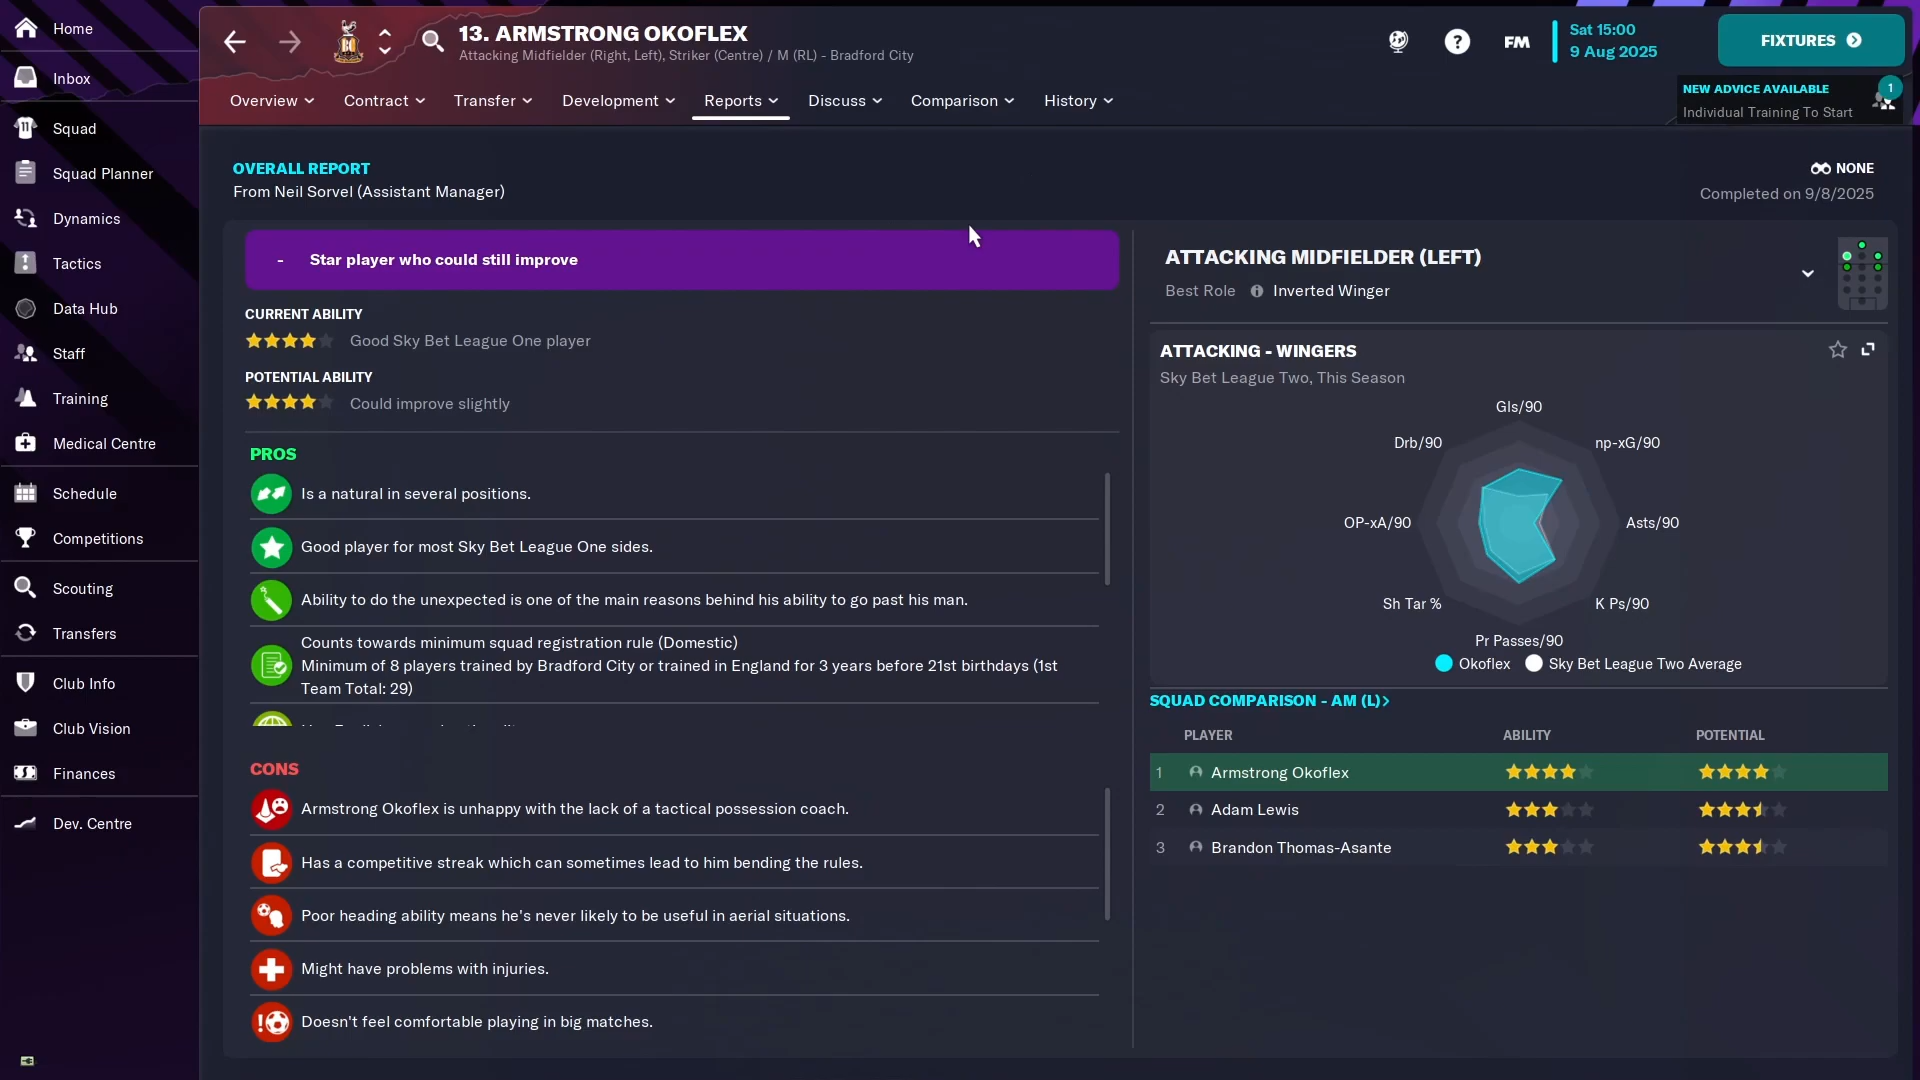 Home
Inbox
Squad
Squad Planner
Dynamics
Tactics
Data Hub
Staff
Training
Medical Centre
Schedule
Competitions
Scouting
Transfers
Club Info
Club Vision
Finances
Dev. Centre
13. ARMSTRONG OKOFLEX
Attacking Midfielder (Right, Left), Striker (Centre) / M (RL) - Bradford City
?
FM
Sat 15:00
9 Aug 2025
FIXTURES
Overview
Contract
Transfer
Development
Reports
Discuss
Comparison
History
NEW ADVICE AVAILABLE
Individual Training To Start
1
OVERALL REPORT
From Neil Sorvel (Assistant Manager)
NONE
Completed on 9/8/2025
- Star player who could still improve
CURRENT ABILITY
Good Sky Bet League One player
POTENTIAL ABILITY
Could improve slightly
PROS
Is a natural in several positions.
Good player for most Sky Bet League One sides.
Ability to do the unexpected is one of the main reasons behind his ability to go past his man.
Counts towards minimum squad registration rule (Domestic)
Minimum of 8 players trained by Bradford City or trained in England for 3 years before 21st birthdays (1st
Team Total: 29)
CONS
Armstrong Okoflex is unhappy with the lack of a tactical possession coach.
Has a competitive streak which can sometimes lead to him bending the rules.
Poor heading ability means he's never likely to be useful in aerial situations.
Might have problems with injuries.
Doesn't feel comfortable playing in big matches.
ATTACKING MIDFIELDER (LEFT)
Best Role Inverted Winger
ATTACKING - WINGERS
Sky Bet League Two, This Season
Gls/90
Drb/90
np-xG/90
OP-xA/90
Asts/90
Sh Tar %
K Ps/90
Pr Passes/90
Okoflex
Sky Bet League Two Average
SQUAD COMPARISON - AM (L)>
PLAYER ABILITY POTENTIAL
1 Armstrong Okoflex
2 Adam Lewis
3 Brandon Thomas-Asante